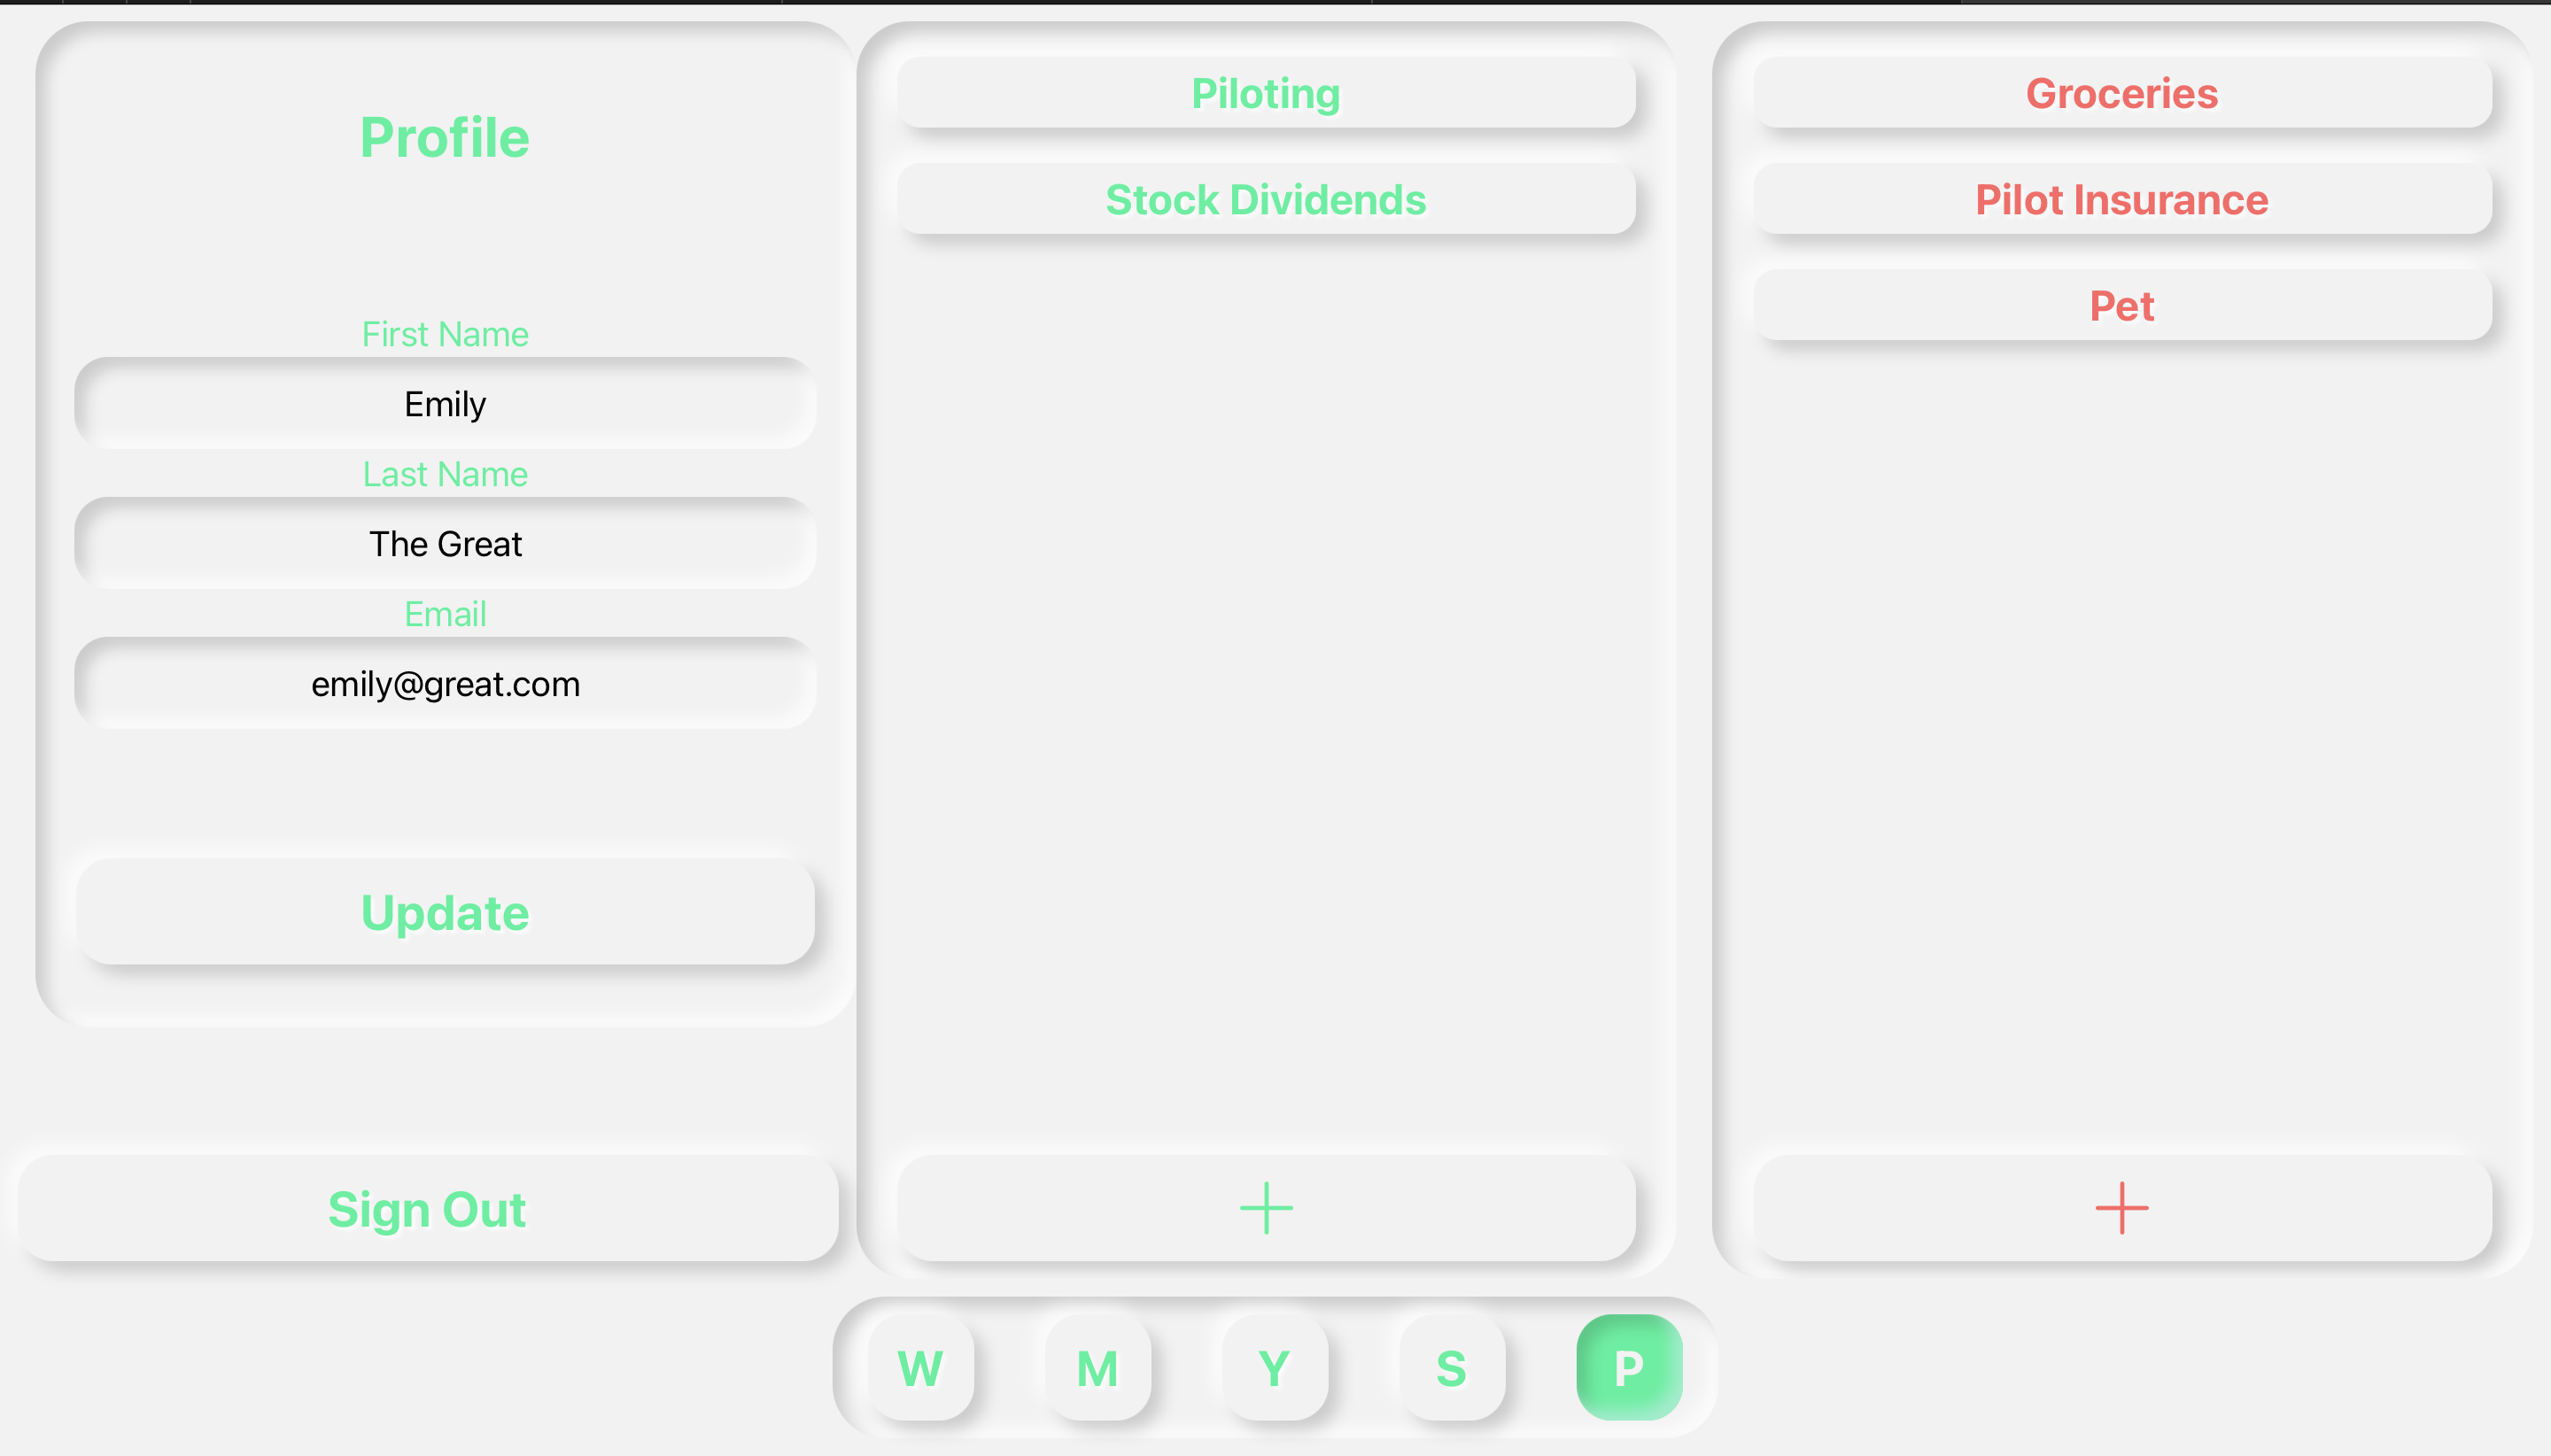 Profile
First Name
Emily
Last Name
The Great
Email
emily@great.com
Update
Sign Out
Piloting
Stock Dividends
+
Groceries
Pilot Insurance
Pet
+
W M Y S P